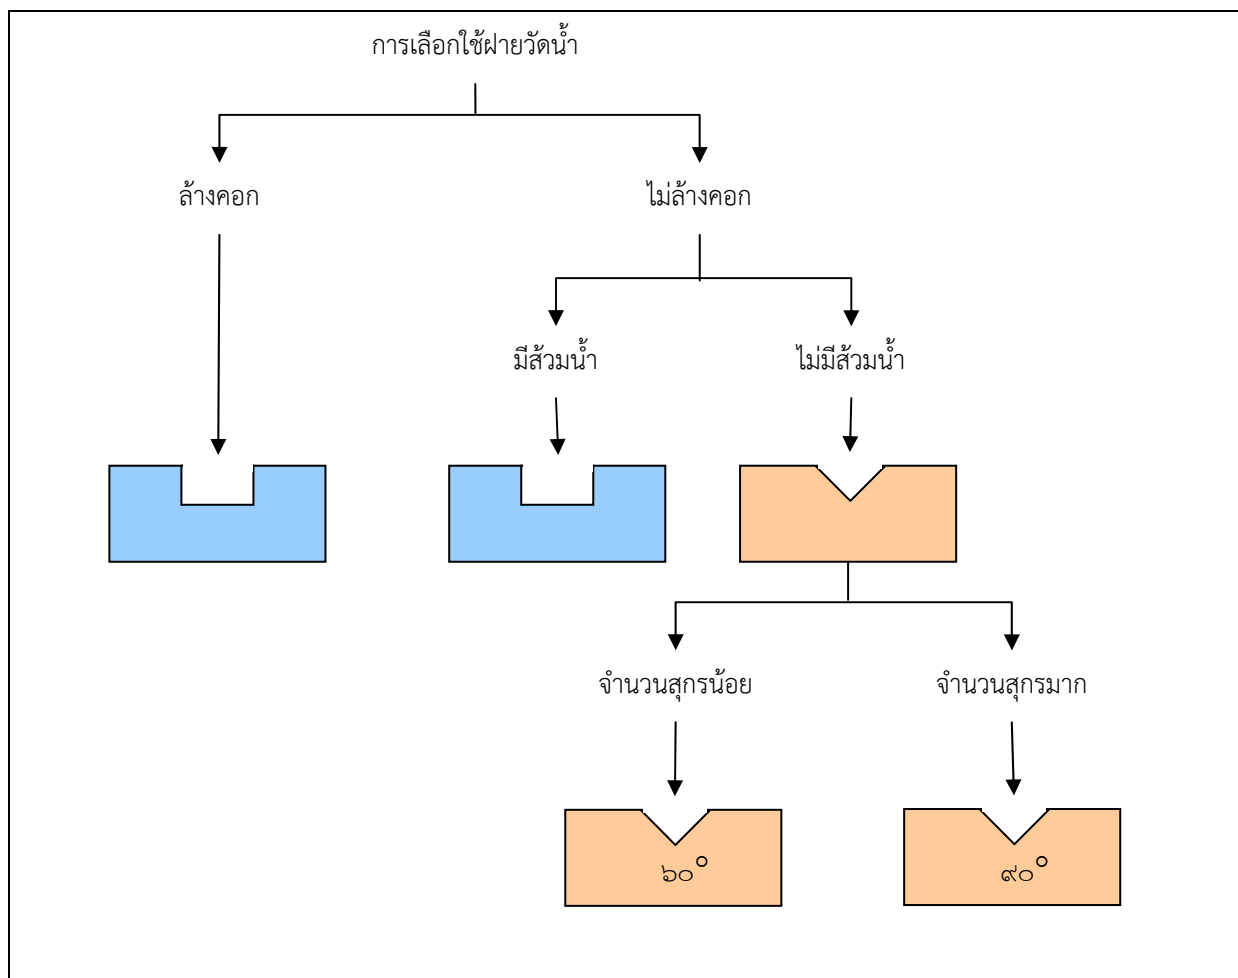 การเลือกใช้ฝายวัดน้ำ
ล้างคอก
ไม่ล้างคอก
มีส้วมน้ำ
ไม่มีส้วมน้ำ
จำนวนสุกรน้อย
จำนวนสุกรมาก
๖๐°
๙๐°